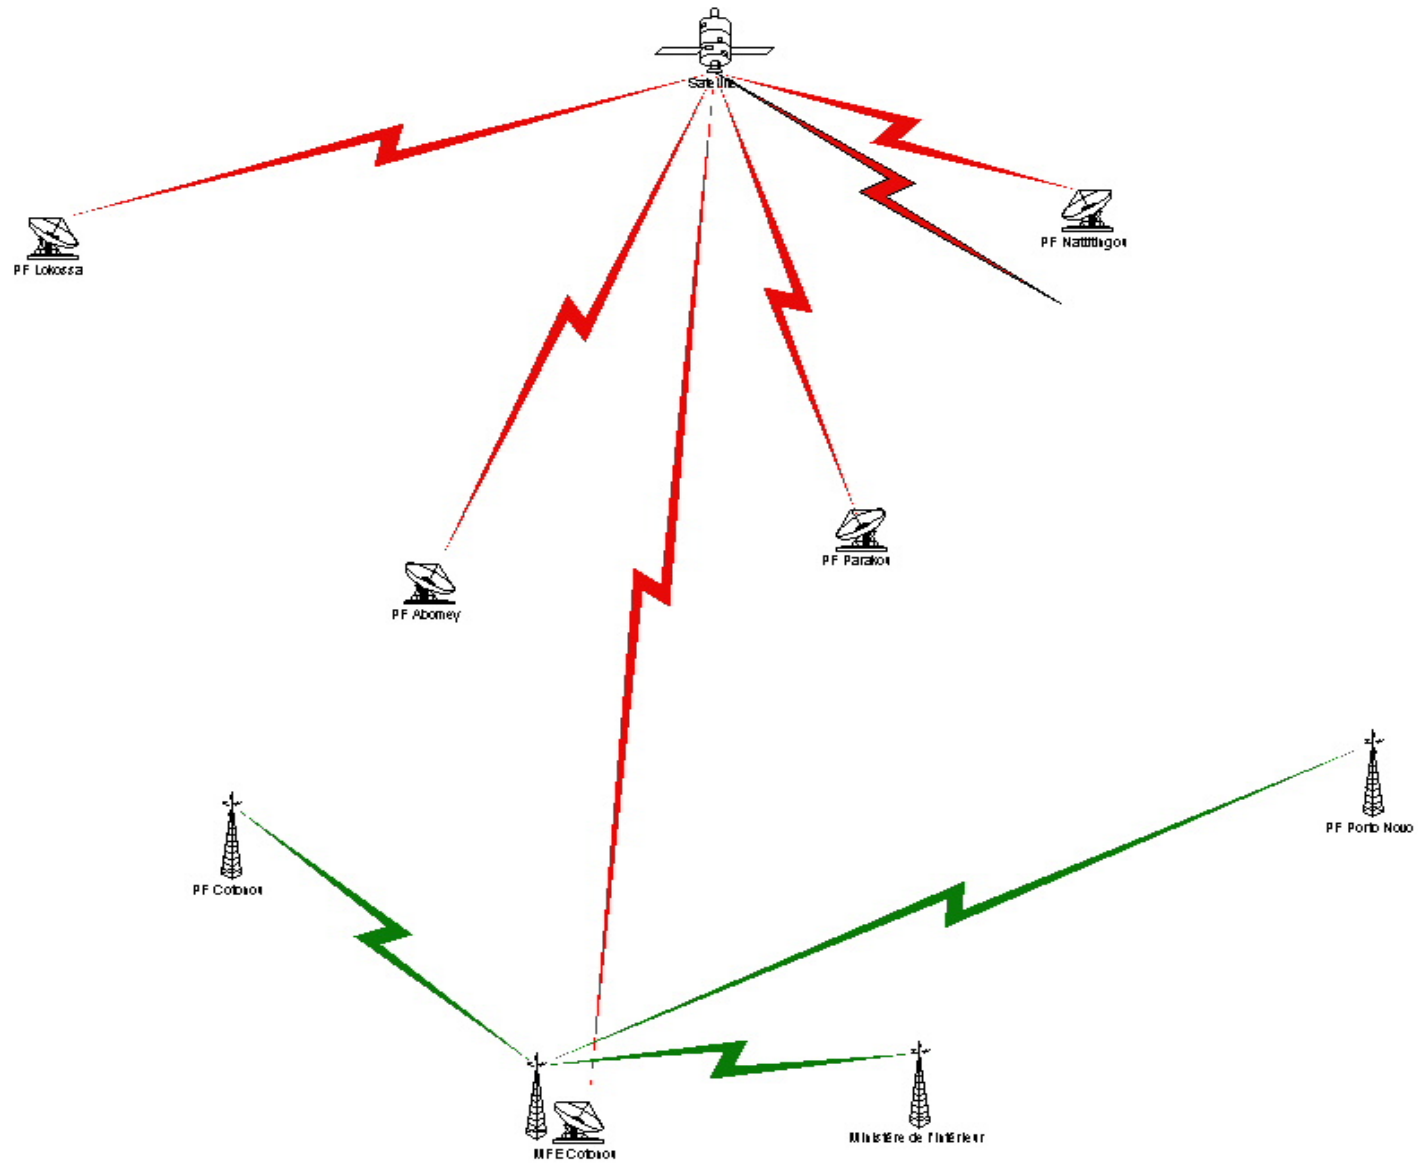 Satellite
PF Lokossa
PF Natitingou
PF Parakou
PF Abomey
PF Porto Novo
PF Cotonou
Ministère de l'Intérieur
MFE Cotonou